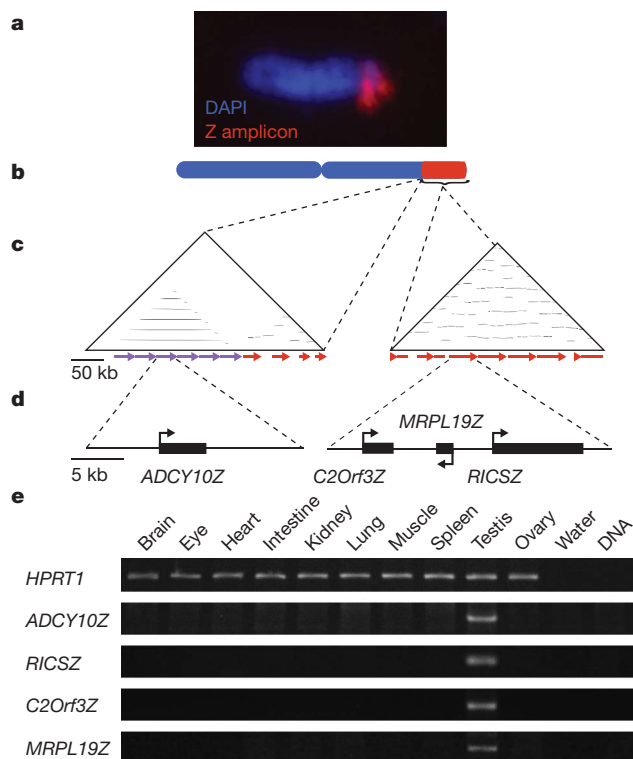 a
DAPI
Z amplicon
b
c
50 kb
d
MRPL19Z
5 kb
ADCY10Z
C2Orf3Z
RICSZ
e
Brain Eye Heart Intestine Kidney Lung Muscle Spleen Testis Ovary Water DNA
HPRT1
ADCY10Z
RICSZ
C2Orf3Z
MRPL19Z